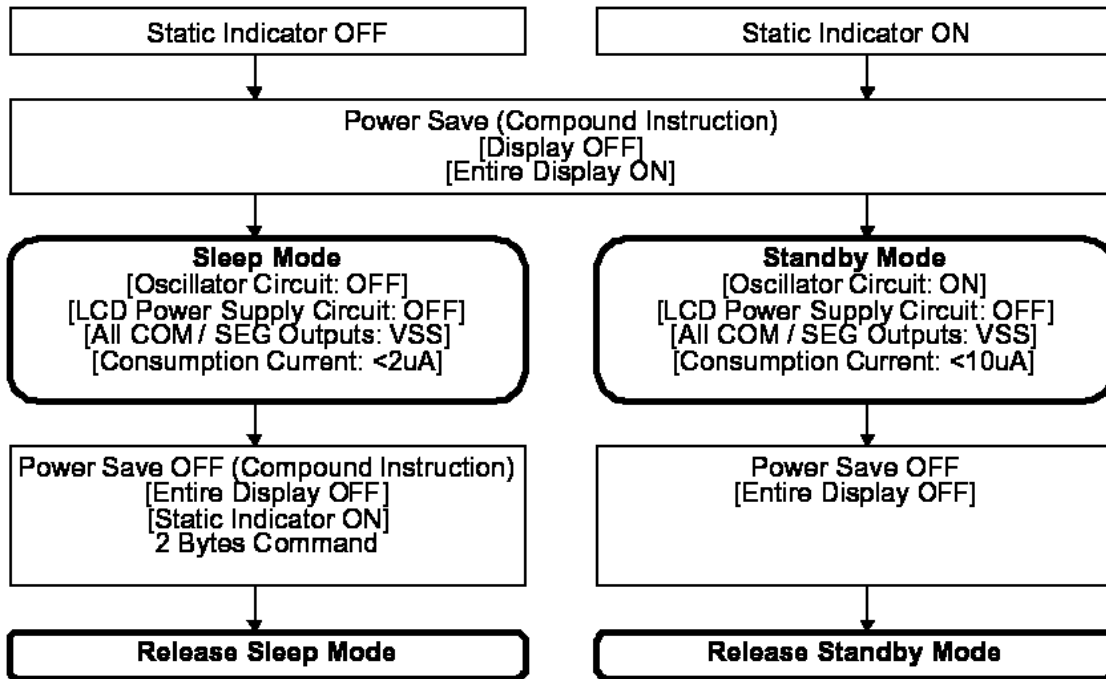 Static Indicator OFF
Static Indicator ON
Power Save (Compound Instruction)
[Display OFF]
[Entire Display ON]
Sleep Mode
[Oscillator Circuit: OFF]
[LCD Power Supply Circuit: OFF]
[All COM / SEG Outputs: VSS]
[Consumption Current: <2uA]
Standby Mode
[Oscillator Circuit: ON]
[LCD Power Supply Circuit: OFF]
[All COM / SEG Outputs: VSS]
[Consumption Current: <10uA]
Power Save OFF (Compound Instruction)
[Entire Display OFF]
[Static Indicator ON]
2 Bytes Command
Power Save OFF
[Entire Display OFF]
Release Sleep Mode
Release Standby Mode